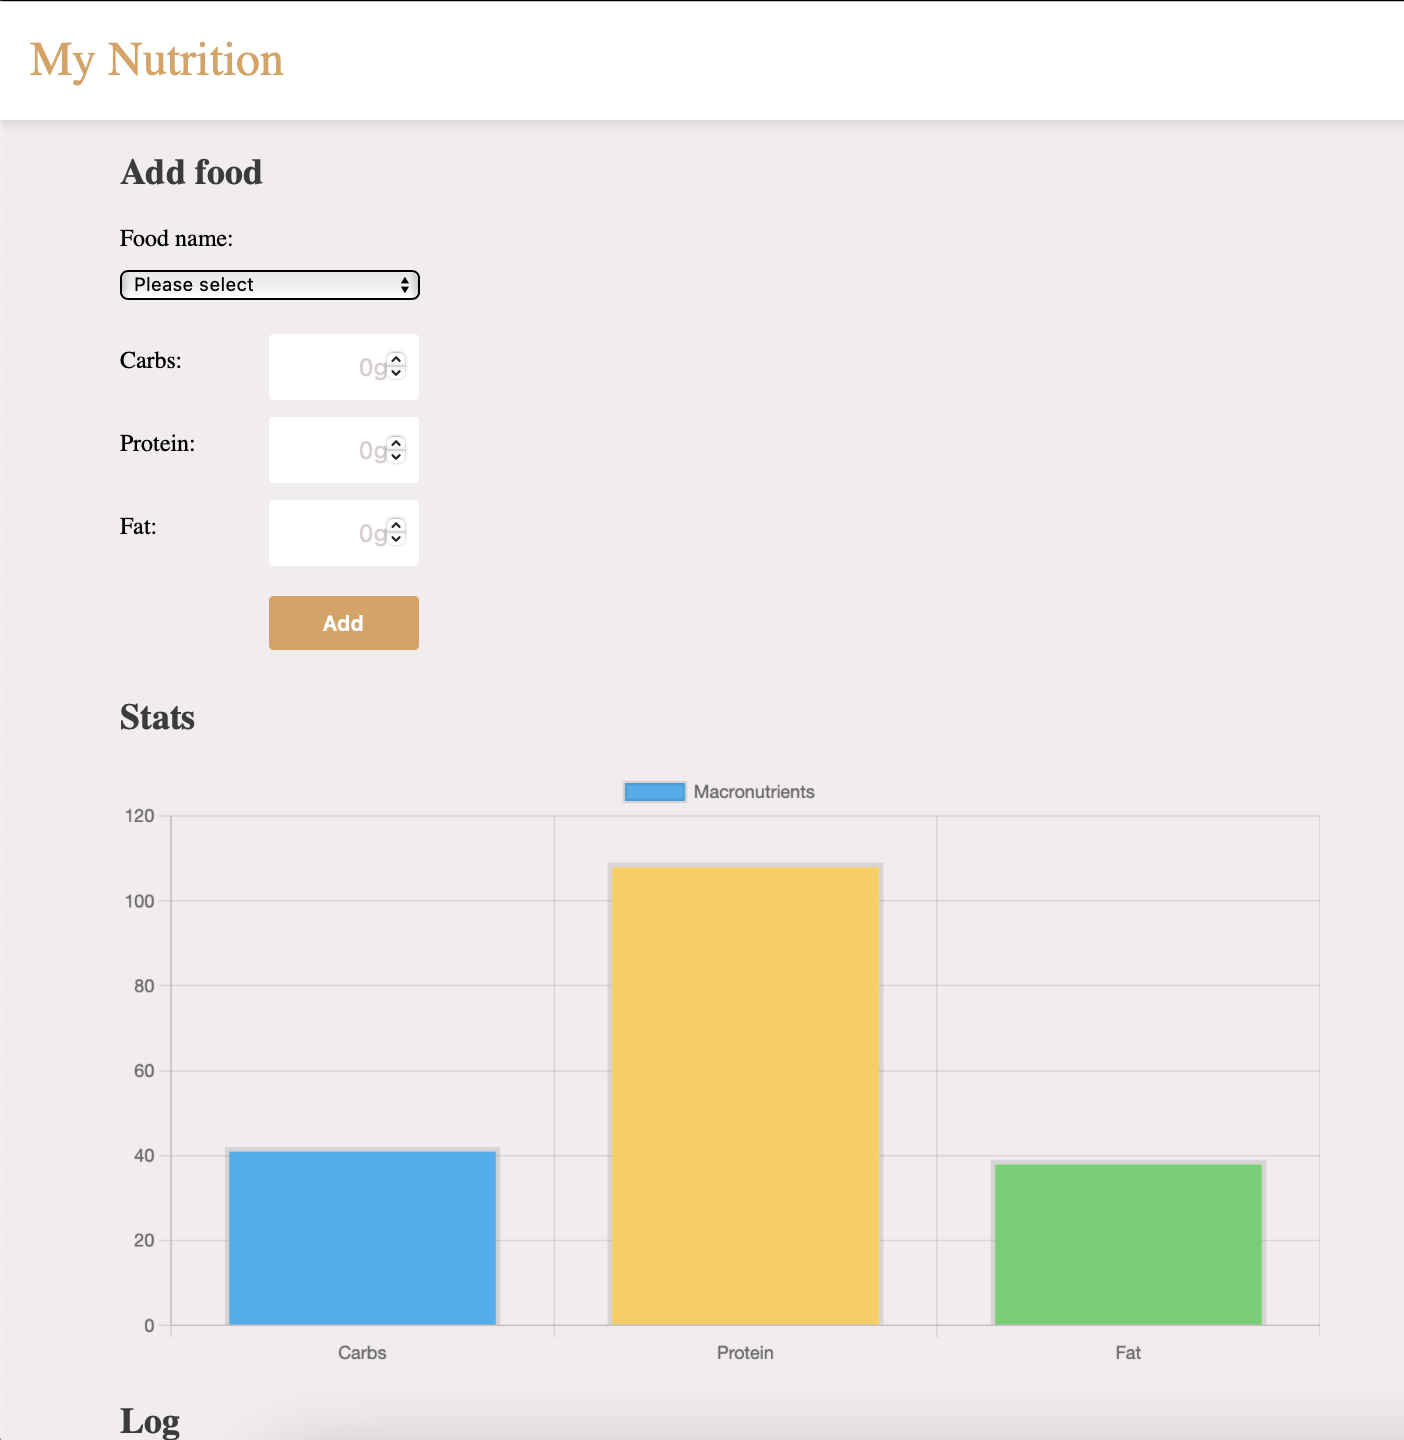 My Nutrition
Add food
Food name:
Please select
Carbs: 0g
Protein: 0g
Fat: 0g
Add
Stats
Macronutrients
120
100
80
60
40
20
0
Carbs Protein Fat
Log